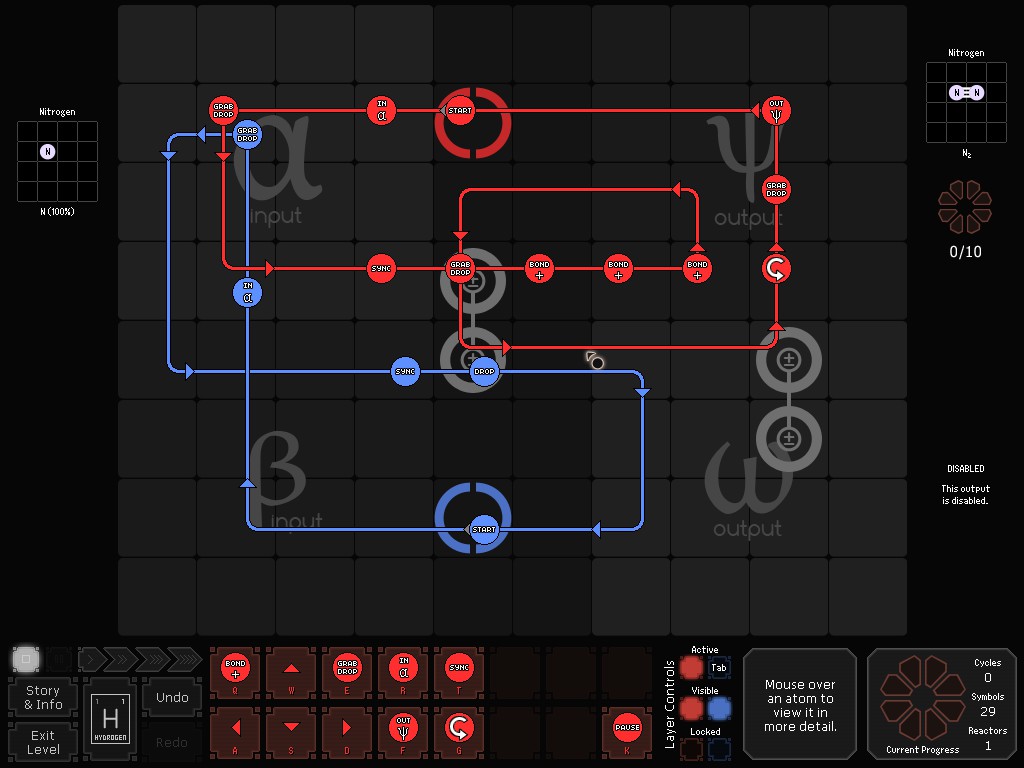 Nitrogen
N
N (100%)
GRAB
DROP
IN
α
START
OUT
ψ
GRAB
DROP
α
input
ψ
output
GRAB
DROP
SYNC
GRAB
DROP
BOND
+
BOND
+
BOND
+
IN
α
±
±
SYNC
DROP
±
±
β
input
START
ω
output
Nitrogen
N = N
N₂
0/10
DISABLED
This output
is disabled.
Story
& Info
Exit
Level
1 1
H
HYDROGEN
Undo
Redo
BOND
+
Q
W
GRAB
DROP
E
IN
α
R
SYNC
T
A
S
D
OUT
ψ
F
G
PAUSE
K
Layer Controls
Active
Tab
Visible
Locked
Mouse over
an atom to
view it in
more detail.
Current Progress
Cycles
0
Symbols
29
Reactors
1